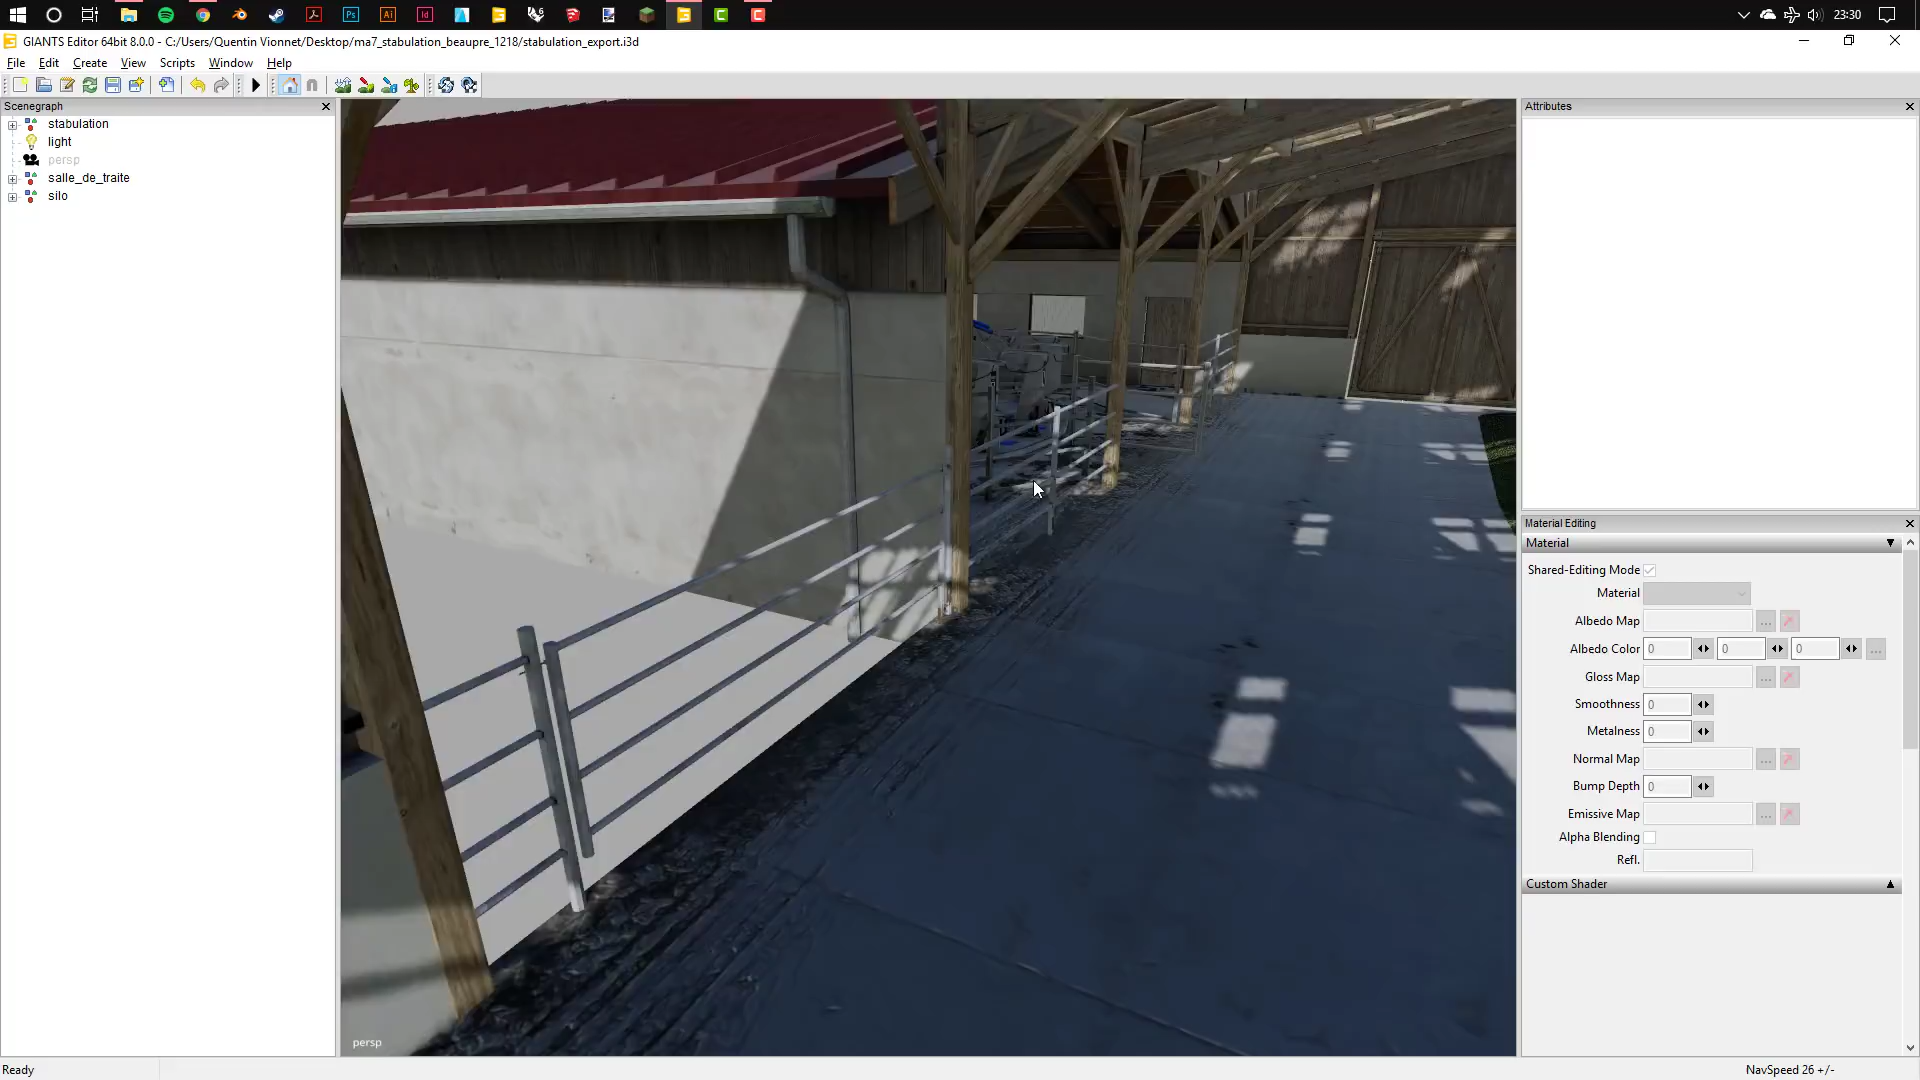 23:30
GIANTS Editor 64bit 8.0.0 - C:/Users/Quentin Vionnet/Desktop/ma7_stabulation_beaupre_1218/stabulation_export.i3d
File Edit Create View Scripts Window Help
Scenegraph
stabulation
light
persp
salle_de_traite
silo
persp
Attributes
Material Editing
Material
Shared-Editing Mode
Material
Albedo Map ...
Albedo Color 0 0 0 ...
Gloss Map ...
Smoothness 0
Metalness 0
Normal Map ...
Bump Depth 0
Emissive Map ...
Alpha Blending
Refl.
Custom Shader
Ready
NavSpeed 26 +/-